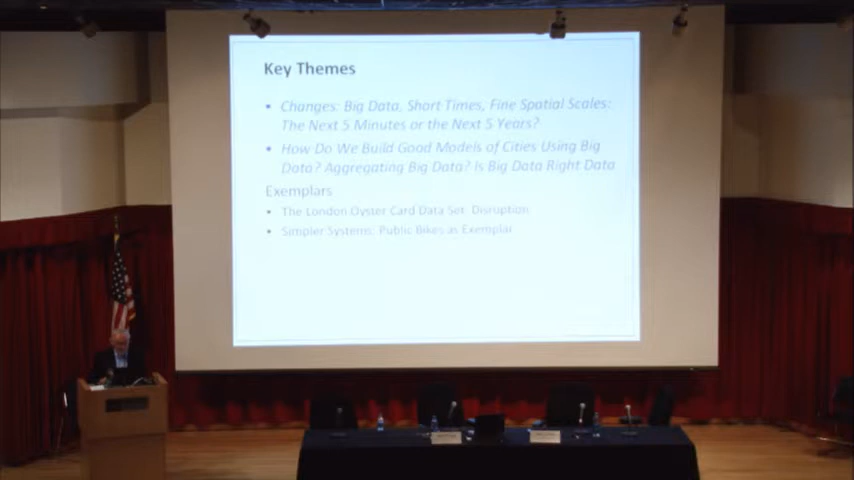 Key Themes
• Changes: Big Data, Short Times, Fine Spatial Scales:
The Next 5 Minutes or the Next 5 Years?
• How Do We Build Good Models of Cities Using Big
Data? Aggregating Big Data? Is Big Data Right Data
Exemplars
• The London Oyster Card Data Set: Disruption
• Simpler Systems: Public Bikes as Exemplar